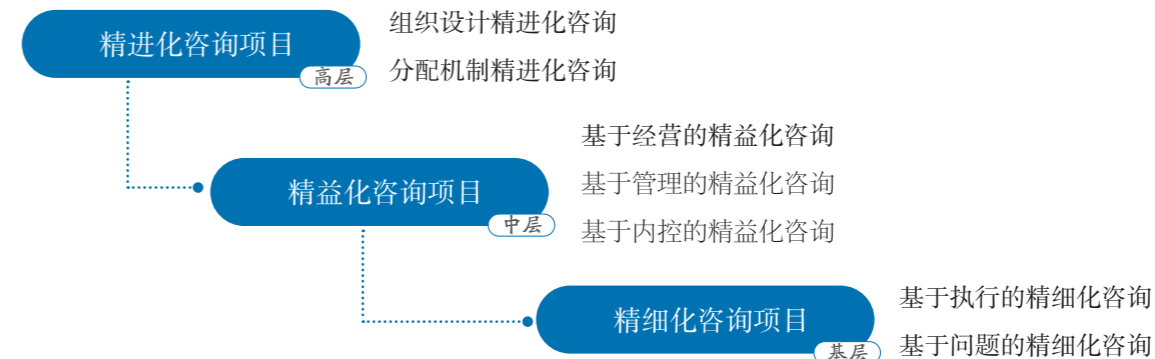 精进化咨询项目
高层
组织设计精进化咨询
分配机制精进化咨询
精益化咨询项目
中层
基于经营的精益化咨询
基于管理的精益化咨询
基于内控的精益化咨询
精细化咨询项目
基层
基于执行的精细化咨询
基于问题的精细化咨询